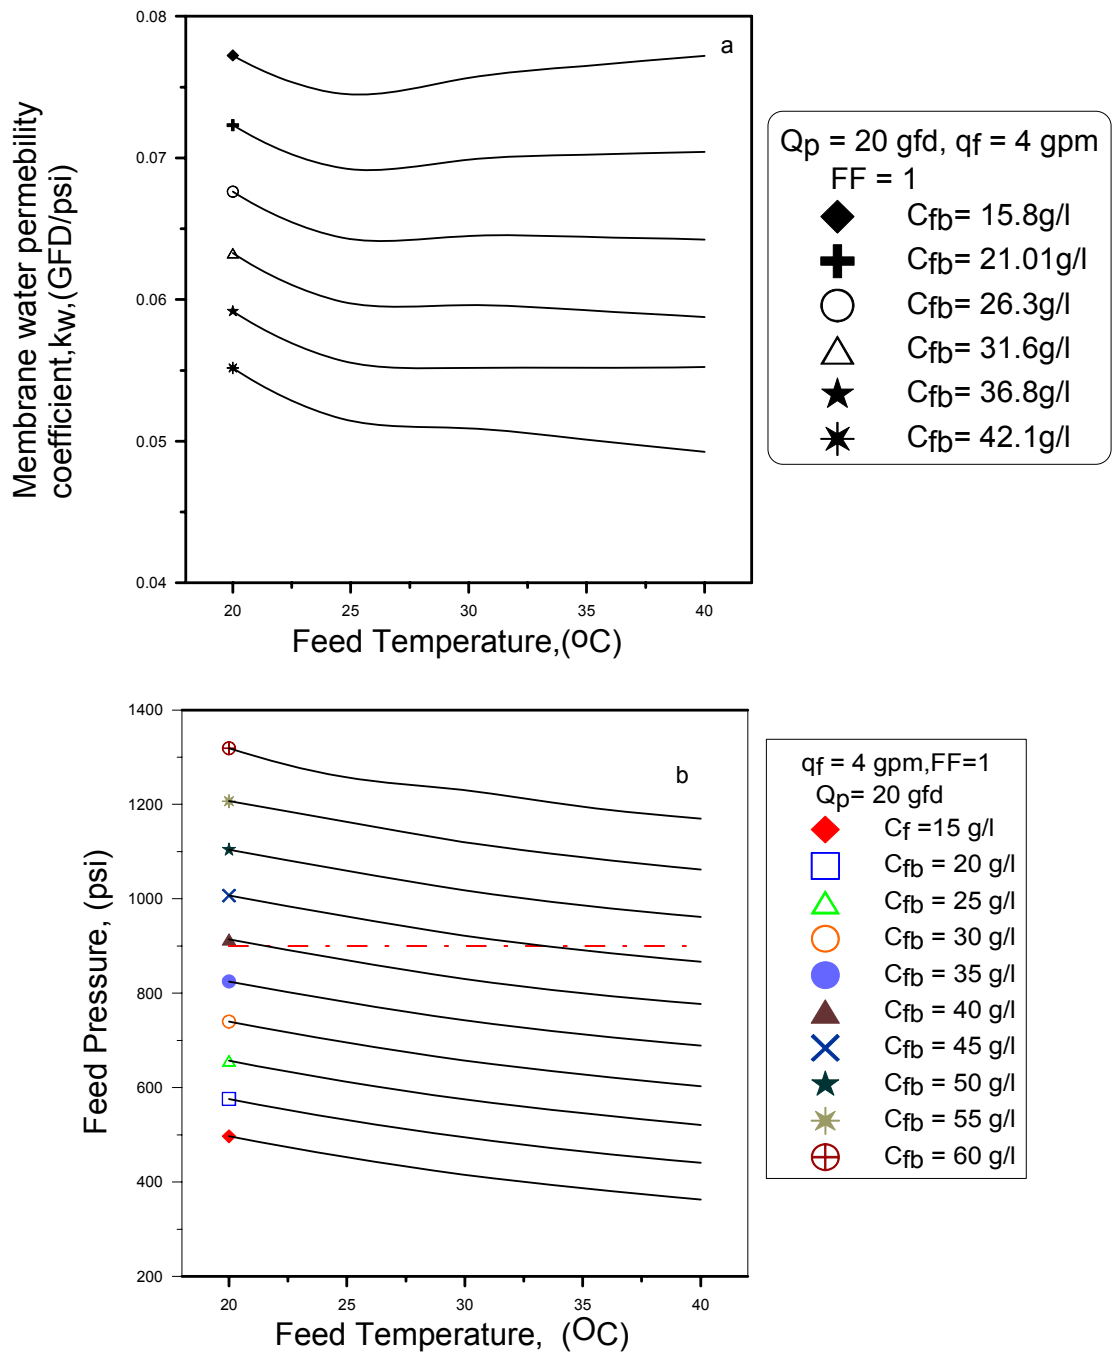 0.08
0.07
0.06
0.05
0.04
a
Membrane water permebility
coefficient,kw,(GFD/psi)
20 25 30 35 40
Feed Temperature,(oC)
Qp = 20 gfd, qf = 4 gpm
FF = 1
Cfb= 15.8g/l
Cfb= 21.01g/l
Cfb= 26.3g/l
Cfb= 31.6g/l
Cfb= 36.8g/l
Cfb= 42.1g/l
1400
1200
1000
800
600
400
200
b
Feed Pressure, (psi)
20 25 30 35 40
Feed Temperature, (OC)
qf = 4 gpm,FF=1
Qp= 20 gfd
Cf =15 g/l
Cfb = 20 g/l
Cfb = 25 g/l
Cfb = 30 g/l
Cfb = 35 g/l
Cfb = 40 g/l
Cfb = 45 g/l
Cfb = 50 g/l
Cfb = 55 g/l
Cfb = 60 g/l